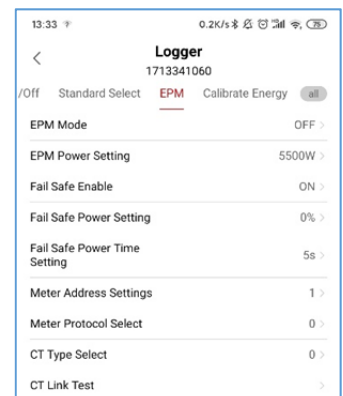 13:33
0.2K/s
75
Logger
1713341060
/Off Standard Select EPM Calibrate Energy all
EPM Mode OFF
EPM Power Setting 5500W
Fail Safe Enable ON
Fail Safe Power Setting 0%
Fail Safe Power Time
Setting 5s
Meter Address Settings 1
Meter Protocol Select 0
CT Type Select 0
CT Link Test